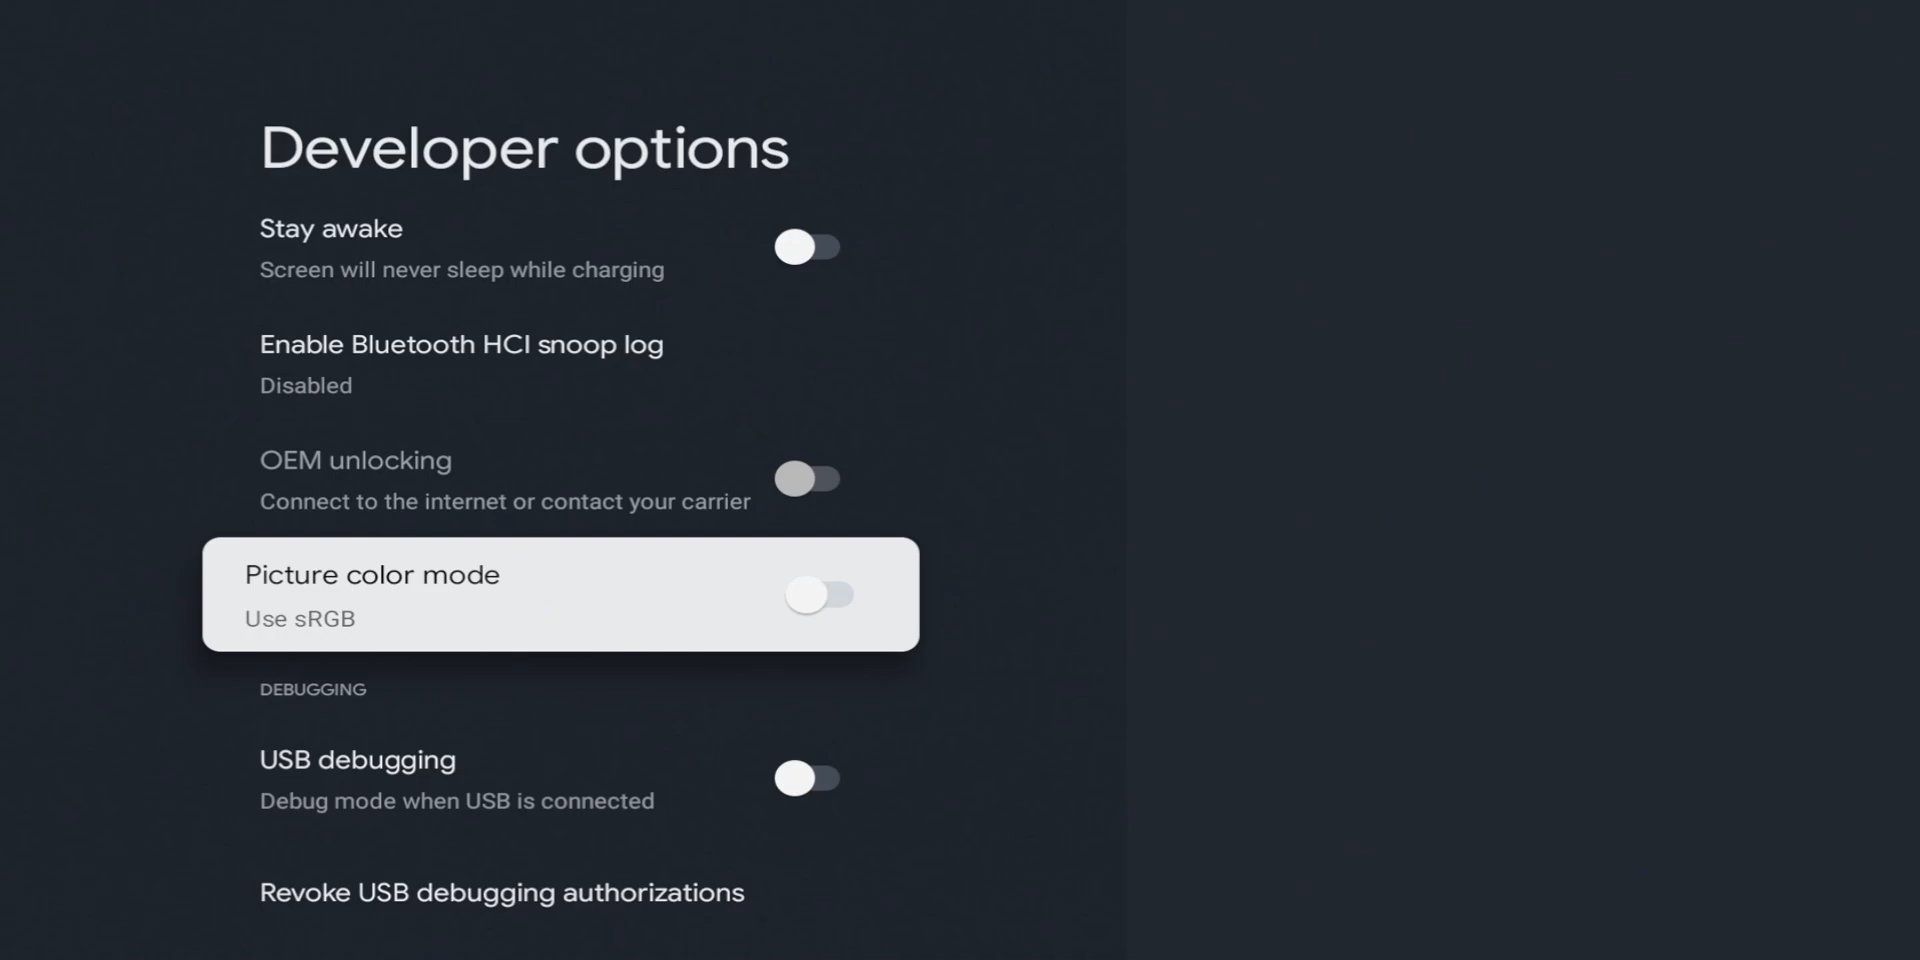 Developer options
Stay awake
Screen will never sleep while charging
Enable Bluetooth HCI snoop log
Disabled
OEM unlocking
Connect to the internet or contact your carrier
Picture color mode
Use sRGB
DEBUGGING
USB debugging
Debug mode when USB is connected
Revoke USB debugging authorizations